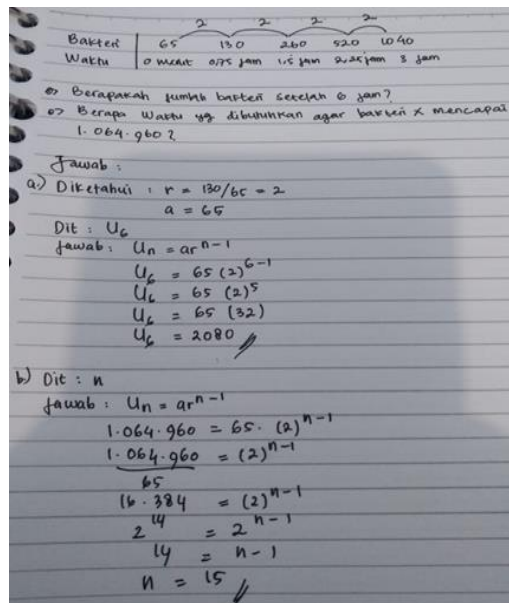 2 2 2 2
Bakteri 65 130 260 520 1040
Waktu 0 menit 0,75 jam 1,5 jam 2,25 jam 3 jam
a) Berapakah jumlah bakteri setelah 6 jam?
b) Berapa waktu yg dibutuhkan agar bakteri x mencapai
1.064.960?
Jawab :
a.) Diketahui : r = 130/65 = 2
a = 65
Dit : U6
Jawab : Un = ar^n-1
U6 = 65 (2)^6-1
U6 = 65 (2)^5
U6 = 65 (32)
U6 = 2080 //
b.) Dit : n
Jawab : Un = ar^n-1
1.064.960 = 65. (2)^n-1
1.064.960 = (2)^n-1
65
16.384 = (2)^n-1
2^14 = 2^n-1
14 = n-1
n = 15 //